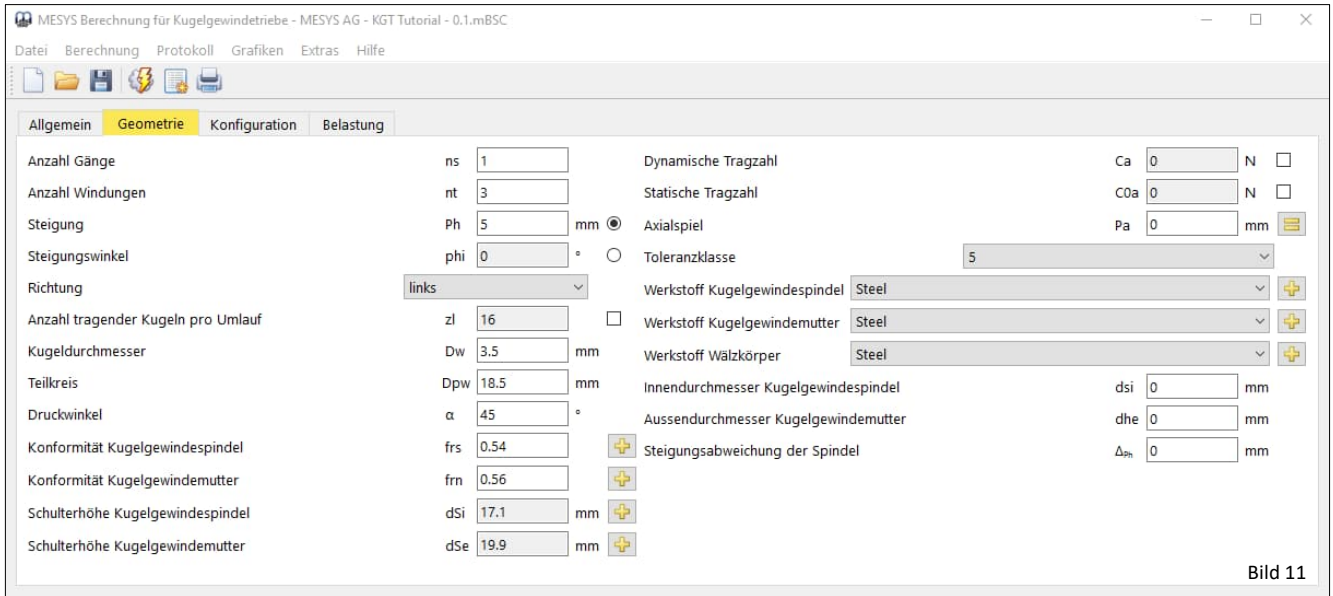 MESYS Berechnung für Kugelgewindetriebe - MESYS AG - KGT Tutorial - 0.1.mBSC
Datei Berechnung Protokoll Grafiken Extras Hilfe
Allgemein Geometrie Konfiguration Belastung
Anzahl Gänge ns 1
Anzahl Windungen nt 3
Steigung Ph 5 mm
Steigungswinkel phi 0 °
Richtung links
Anzahl tragender Kugeln pro Umlauf zl 16
Kugeldurchmesser Dw 3.5 mm
Teilkreis Dpw 18.5 mm
Druckwinkel α 45 °
Konformität Kugelgewindespindel frs 0.54
Konformität Kugelgewindemutter frn 0.56
Schulterhöhe Kugelgewindespindel dSi 17.1 mm
Schulterhöhe Kugelgewindemutter dSe 19.9 mm
Dynamische Tragzahl Ca 0 N
Statische Tragzahl C0a 0 N
Axialspiel Pa 0 mm
Toleranzklasse 5
Werkstoff Kugelgewindespindel Steel
Werkstoff Kugelgewindemutter Steel
Werkstoff Wälzkörper Steel
Innendurchmesser Kugelgewindespindel dsi 0 mm
Aussendurchmesser Kugelgewindemutter dhe 0 mm
Steigungsabweichung der Spindel ΔPh 0 mm
Bild 11